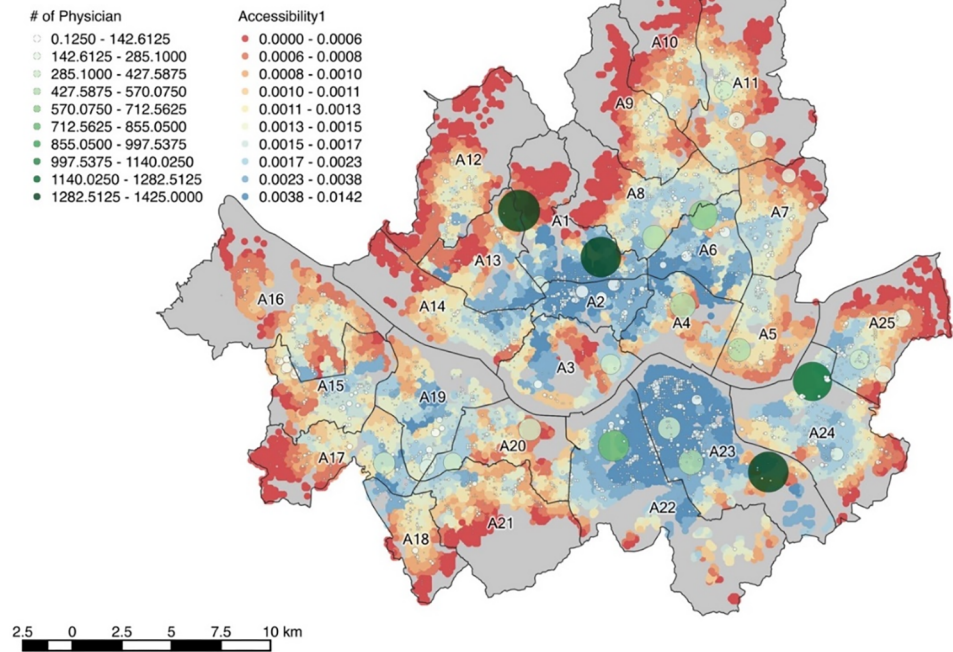 # of Physician
0.1250 - 142.6125
142.6125 - 285.1000
285.1000 - 427.5875
427.5875 - 570.0750
570.0750 - 712.5625
712.5625 - 855.0500
855.0500 - 997.5375
997.5375 - 1140.0250
1140.0250 - 1282.5125
1282.5125 - 1425.0000
Accessibility1
0.0000 - 0.0006
0.0006 - 0.0008
0.0008 - 0.0010
0.0010 - 0.0011
0.0011 - 0.0013
0.0013 - 0.0015
0.0015 - 0.0017
0.0017 - 0.0023
0.0023 - 0.0038
0.0038 - 0.0142
A10
A11
A9
A12
A8
A7
A1
A6
A13
A16
A14
A2
A4
A25
A5
A3
A15
A19
A24
A20
A23
A17
A22
A21
A18
2.5 0 2.5 5 7.5 10 km